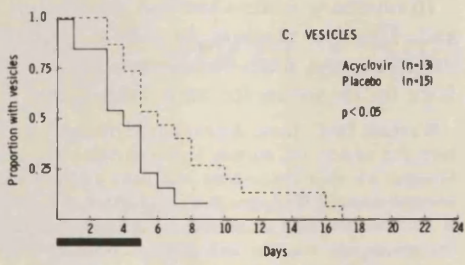 C. VESICLES
Acyclovir (n=13)
Placebo (n=15)
p<0.05
Proportion with vesicles
1.0
0.75
0.50
0.25
2 4 6 8 10 12 14 16 18 20 22 24
Days